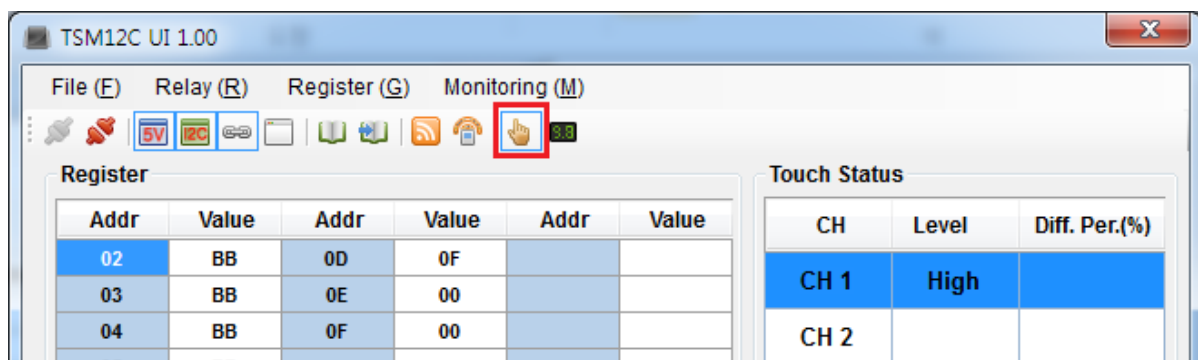 TSM12C UI 1.00
x
File (F) Relay (R) Register (G) Monitoring (M)
5V I2C 9.8
Register
Addr Value Addr Value Addr Value
02 BB 0D 0F
03 BB 0E 00
04 BB 0F 00
Touch Status
CH Level Diff. Per.(%)
CH 1 High
CH 2